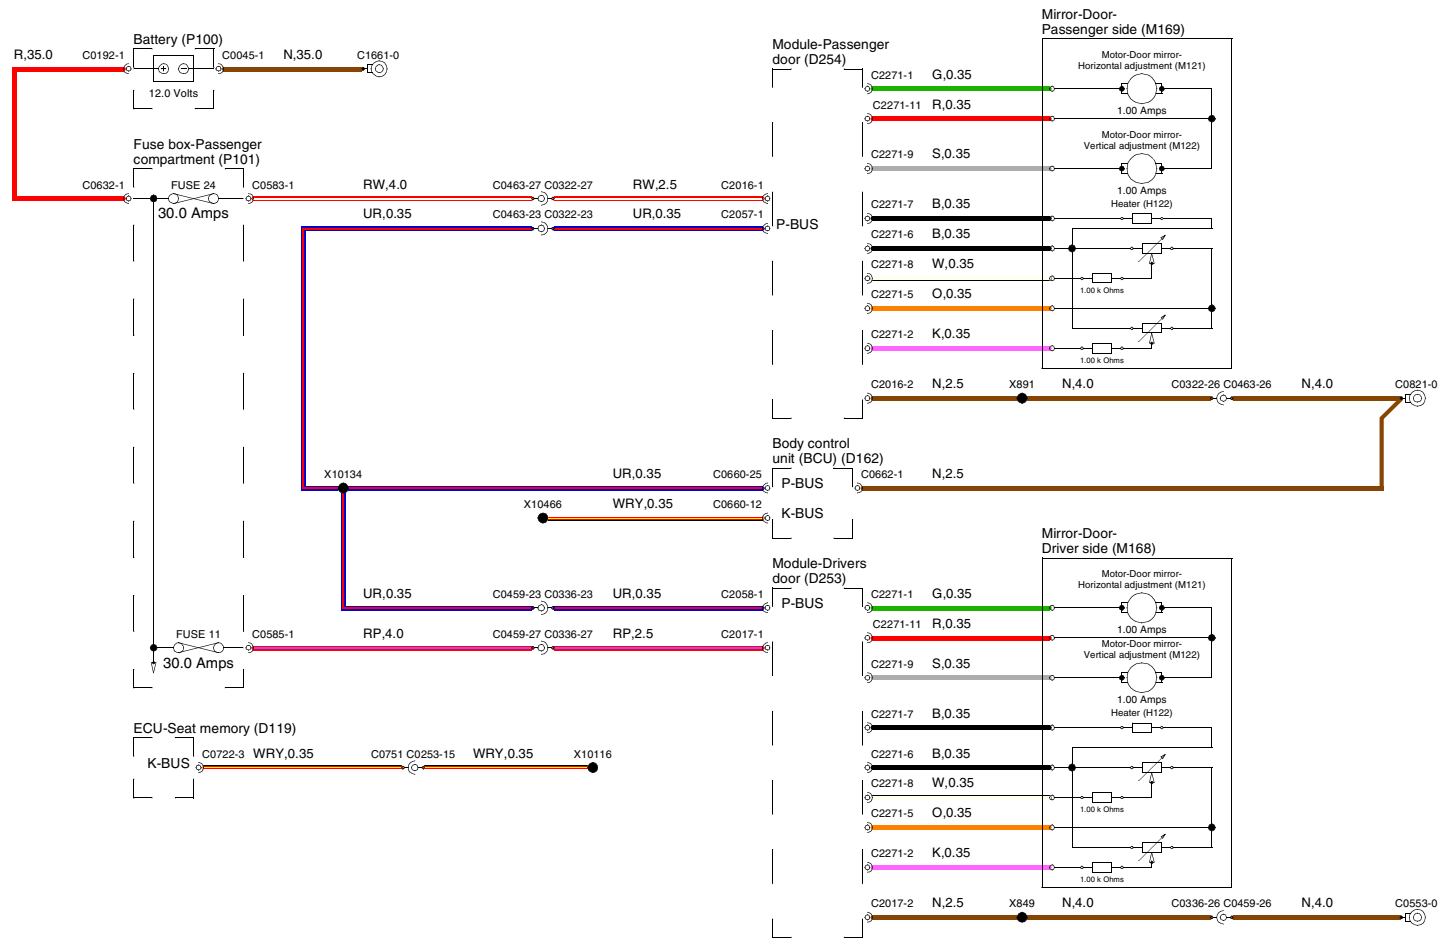 Mirror-Door-
Passenger side (M169)
Battery (P100)
R,35.0
C0192-1
C0045-1
N,35.0
C1661-0
12.0 Volts
Module-Passenger
door (D254)
Motor-Door mirror-
Horizontal adjustment (M121)
C2271-1
G,0.35
C2271-11
R,0.35
1.00 Amps
Fuse box-Passenger
compartment (P101)
Motor-Door mirror-
Vertical adjustment (M122)
C2271-9
S,0.35
C0632-1
FUSE 24
C0583-1
RW,4.0
C0463-27
C0322-27
RW,2.5
C2016-1
1.00 Amps
30.0 Amps
UR,0.35
C0463-23
C0322-23
UR,0.35
C2057-1
P-BUS
Heater (H122)
C2271-7
B,0.35
C2271-6
B,0.35
C2271-8
W,0.35
1.00 k Ohms
C2271-5
O,0.35
C2271-2
K,0.35
1.00 k Ohms
C2016-2
N,2.5
X891
N,4.0
C0322-26
C0463-26
N,4.0
C0821-0
Body control
unit (BCU) (D162)
X10134
UR,0.35
C0660-25
P-BUS
C0662-1
N,2.5
X10466
WRY,0.35
C0660-12
K-BUS
Mirror-Door-
Driver side (M168)
Module-Drivers
door (D253)
Motor-Door mirror-
Horizontal adjustment (M121)
UR,0.35
C0459-23
C0336-23
UR,0.35
C2058-1
P-BUS
C2271-1
G,0.35
C2271-11
R,0.35
1.00 Amps
FUSE 11
C0585-1
RP,4.0
C0459-27
C0336-27
RP,2.5
C2017-1
30.0 Amps
Motor-Door mirror-
Vertical adjustment (M122)
C2271-9
S,0.35
1.00 Amps
Heater (H122)
C2271-7
B,0.35
ECU-Seat memory (D119)
K-BUS
C0722-3
WRY,0.35
C0751
C0253-15
WRY,0.35
X10116
C2271-6
B,0.35
C2271-8
W,0.35
1.00 k Ohms
C2271-5
O,0.35
C2271-2
K,0.35
1.00 k Ohms
C2017-2
N,2.5
X849
N,4.0
C0336-26
C0459-26
N,4.0
C0553-0